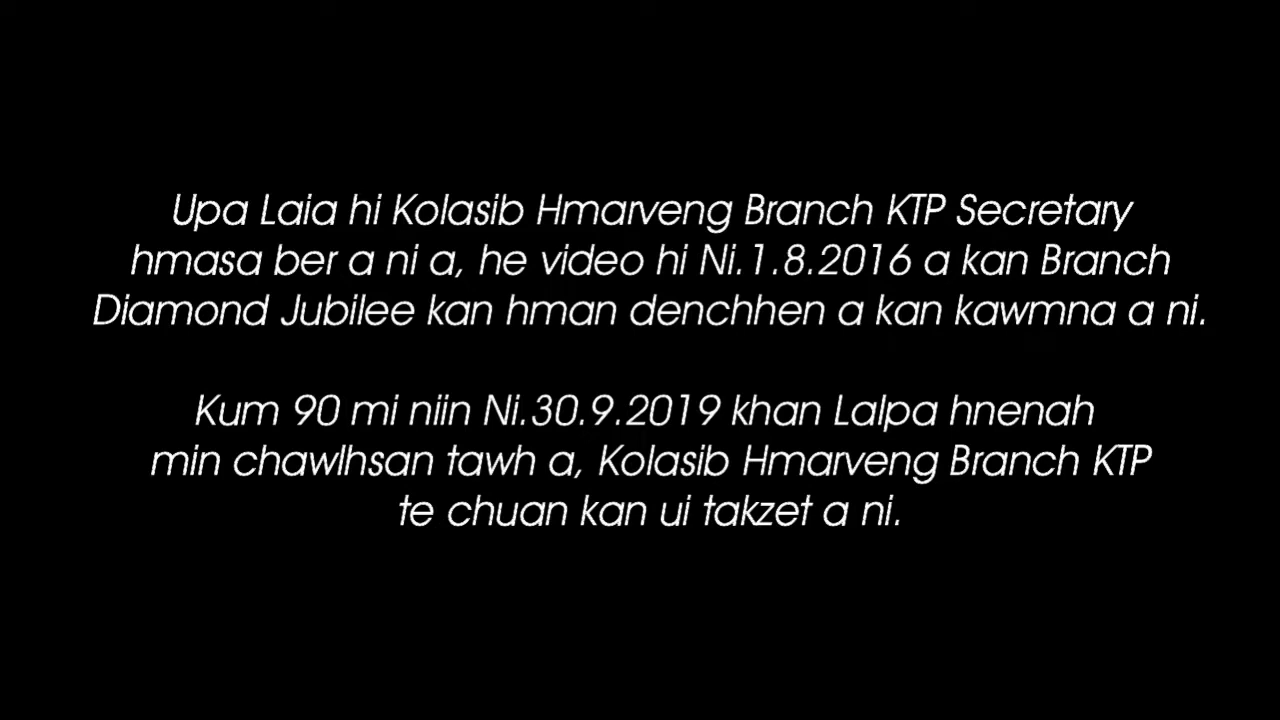 Upa Laia hi Kolasib Hmarveng Branch KTP Secretary
hmasa ber a ni a, he video hi Ni.1.8.2016 a kan Branch
Diamond Jubilee kan hman denchhen a kan kawmna a ni.
Kum 90 mi niin Ni.30.9.2019 khan Lalpa hnenah
min chawlhsan tawh a, Kolasib Hmarveng Branch KTP
te chuan kan ui takzet a ni.